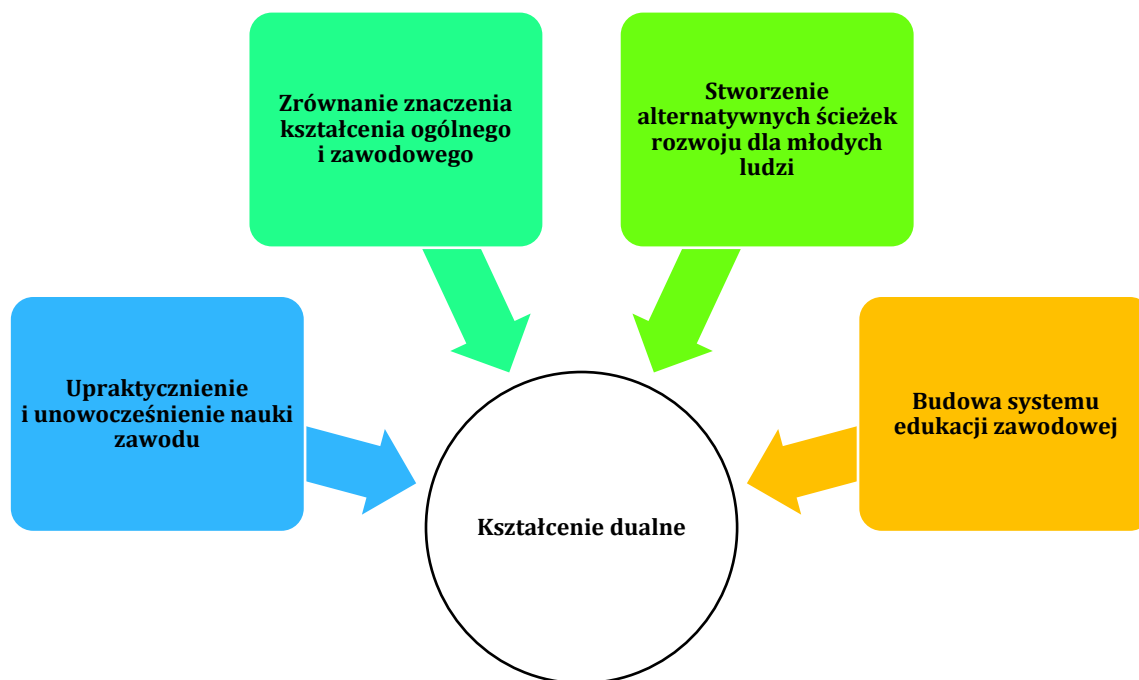 Zrównanie znaczenia
kształcenia ogólnego
i zawodowego
Stworzenie
alternatywnych ścieżek
rozwoju dla młodych
ludzi
Upraktycznienie
i unowocześnienie nauki
zawodu
Budowa systemu
edukacji zawodowej
Kształcenie dualne